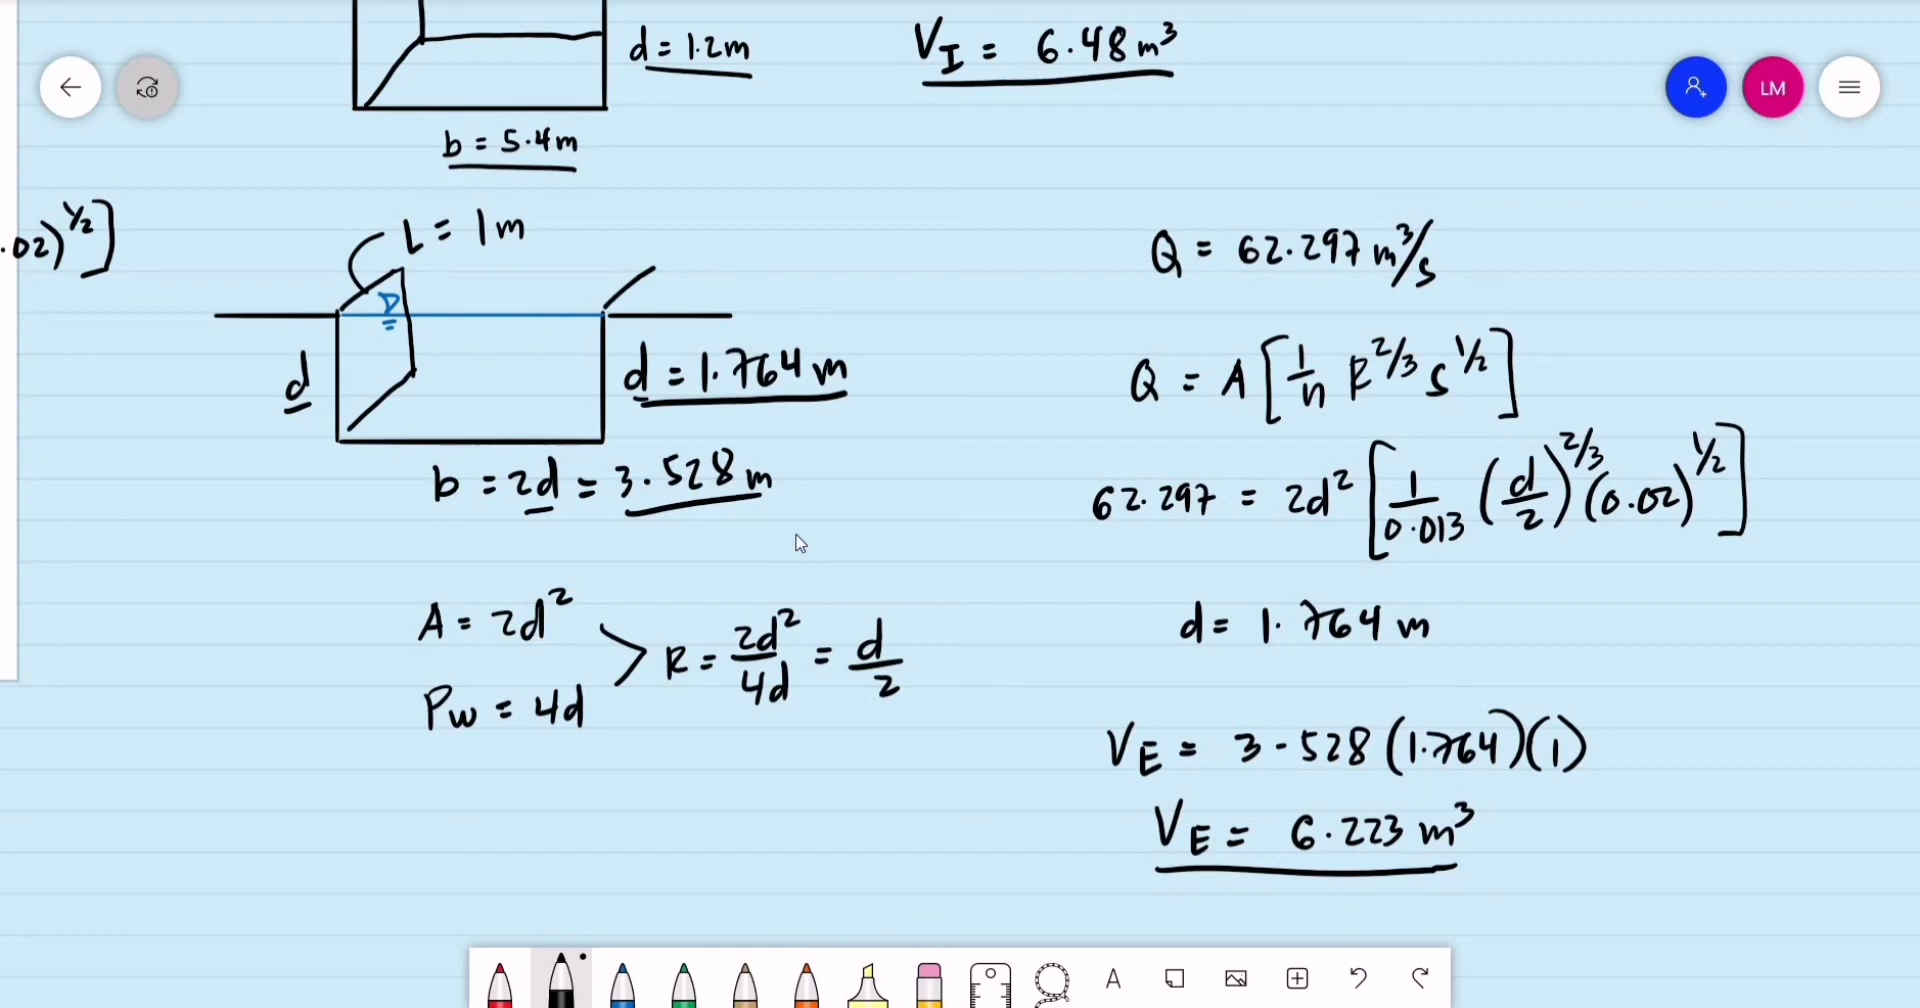 d = 1.2m
V_I = 6.48 m³
LM
b = 5.4m
.02)^1/2]
L = 1m
Q = 62.297 m³/s
d
d = 1.764 m
Q = A [1/n R^2/3 S^1/2]
b = 2d = 3.528 m
62.297 = 2d² [1/0.013 (d/2)^2/3 (0.02)^1/2]
A = 2d²
Pw = 4d
R = 2d²/4d = d/2
d = 1.764 m
V_E = 3.528 (1.764)(1)
V_E = 6.223 m³
A